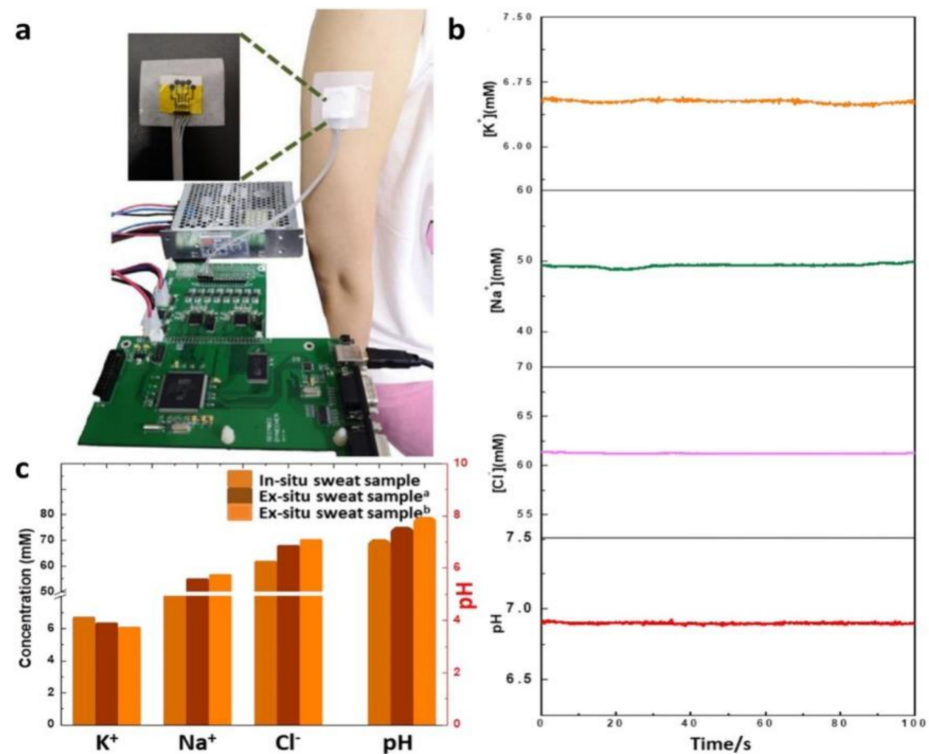 a
b
7.50
6.75
6.00
[K⁺](mM)
60
50
40
[Na⁺](mM)
70
65
60
55
[Cl⁻](mM)
7.5
7.0
6.5
pH
0 20 40 60 80 100
Time/s
c
In-situ sweat sample
Ex-situ sweat sampleᵃ
Ex-situ sweat sampleᵇ
Concentration (mM)
80
70
60
50
6
4
2
0
10
8
6
4
2
0
pH
K⁺ Na⁺ Cl⁻ pH